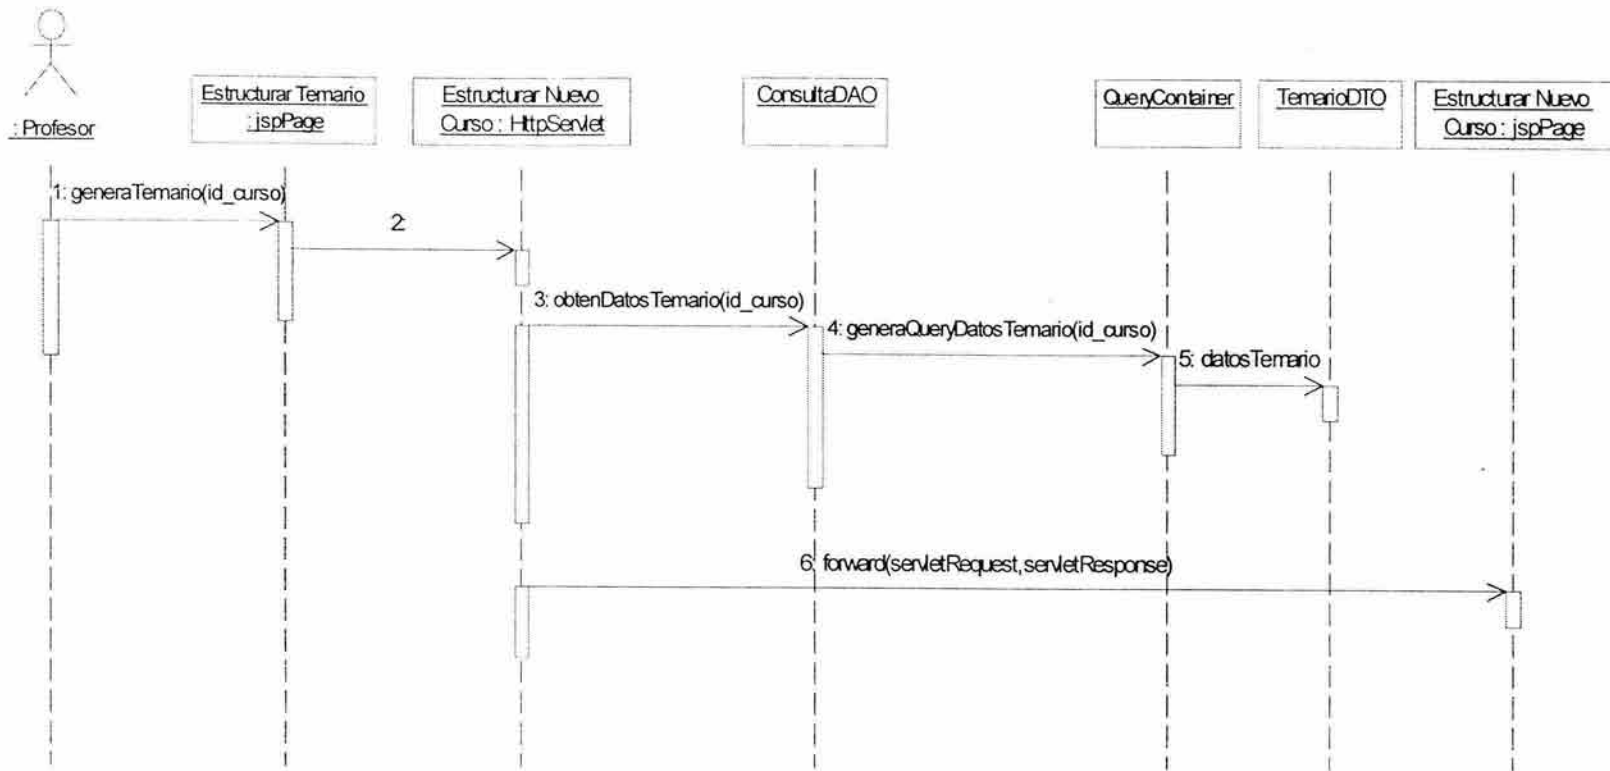 : Profesor
Estructurar Temario
: jspPage
Estructurar Nuevo
Curso : HttpServlet
ConsultaDAO
QueryContainer
TemarioDTO
Estructurar Nuevo
Curso : jspPage
1: generaTemario(id_curso)
2:
3: obtenDatosTemario(id_curso)
4: generaQueryDatosTemario(id_curso)
5: datosTemario
6: forward(servletRequest,servletResponse)